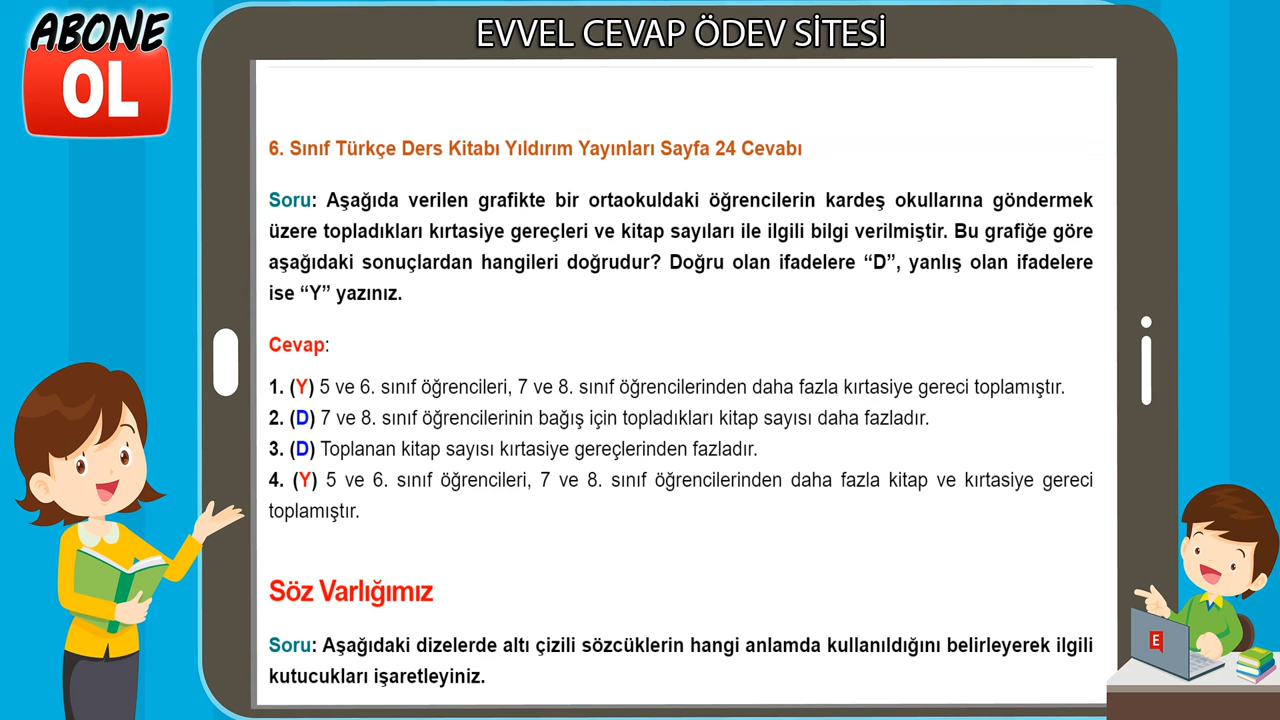 ABONE
OL
EVVEL CEVAP ÖDEV SİTESİ
6. Sınıf Türkçe Ders Kitabı Yıldırım Yayınları Sayfa 24 Cevabı
Soru: Aşağıda verilen grafikte bir ortaokuldaki öğrencilerin kardeş okullarına göndermek
üzere topladıkları kırtasiye gereçleri ve kitap sayıları ile ilgili bilgi verilmiştir. Bu grafiğe göre
aşağıdaki sonuçlardan hangileri doğrudur? Doğru olan ifadelere “D”, yanlış olan ifadelere
ise “Y” yazınız.
Cevap:
1. (Y) 5 ve 6. sınıf öğrencileri, 7 ve 8. sınıf öğrencilerinden daha fazla kırtasiye gereci toplamıştır.
2. (D) 7 ve 8. sınıf öğrencilerinin bağış için topladıkları kitap sayısı daha fazladır.
3. (D) Toplanan kitap sayısı kırtasiye gereçlerinden fazladır.
4. (Y) 5 ve 6. sınıf öğrencileri, 7 ve 8. sınıf öğrencilerinden daha fazla kitap ve kırtasiye gereci
toplamıştır.
Söz Varlığımız
Soru: Aşağıdaki dizelerde altı çizili sözcüklerin hangi anlamda kullanıldığını belirleyerek ilgili
kutucukları işaretleyiniz.
E